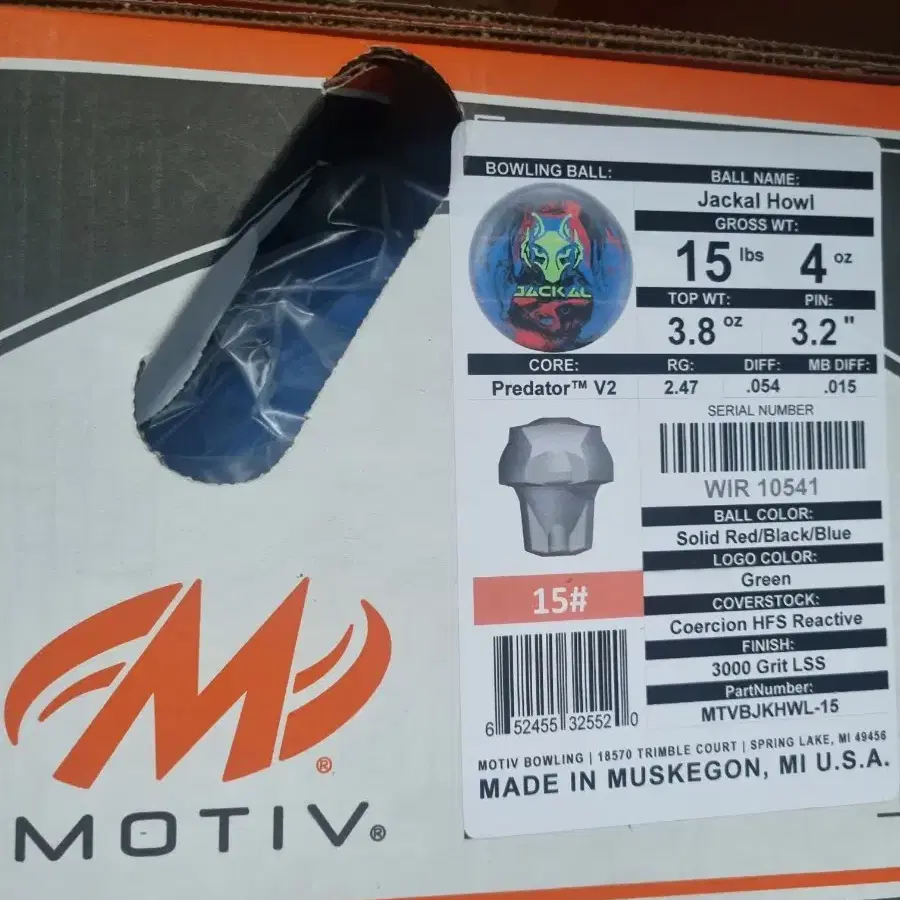 BOWLING BALL:
BALL NAME:
Jackal Howl
JACKAL
GROSS WT:
15 lbs 4 oz
TOP WT: PIN:
3.8 oz 3.2"
CORE: RG: DIFF: MB DIFF:
Predator™ V2 2.47 .054 .015
SERIAL NUMBER
WIR 10541
BALL COLOR:
Solid Red/Black/Blue
LOGO COLOR:
Green
15#
COVERSTOCK:
Coercion HFS Reactive
FINISH:
3000 Grit LSS
PartNumber:
MTVBJKHWL-15
6 52455 32552 0
MOTIV BOWLING | 18570 TRIMBLE COURT | SPRING LAKE, MI 49456
MADE IN MUSKEGON, MI U.S.A.
M®
MOTIV®